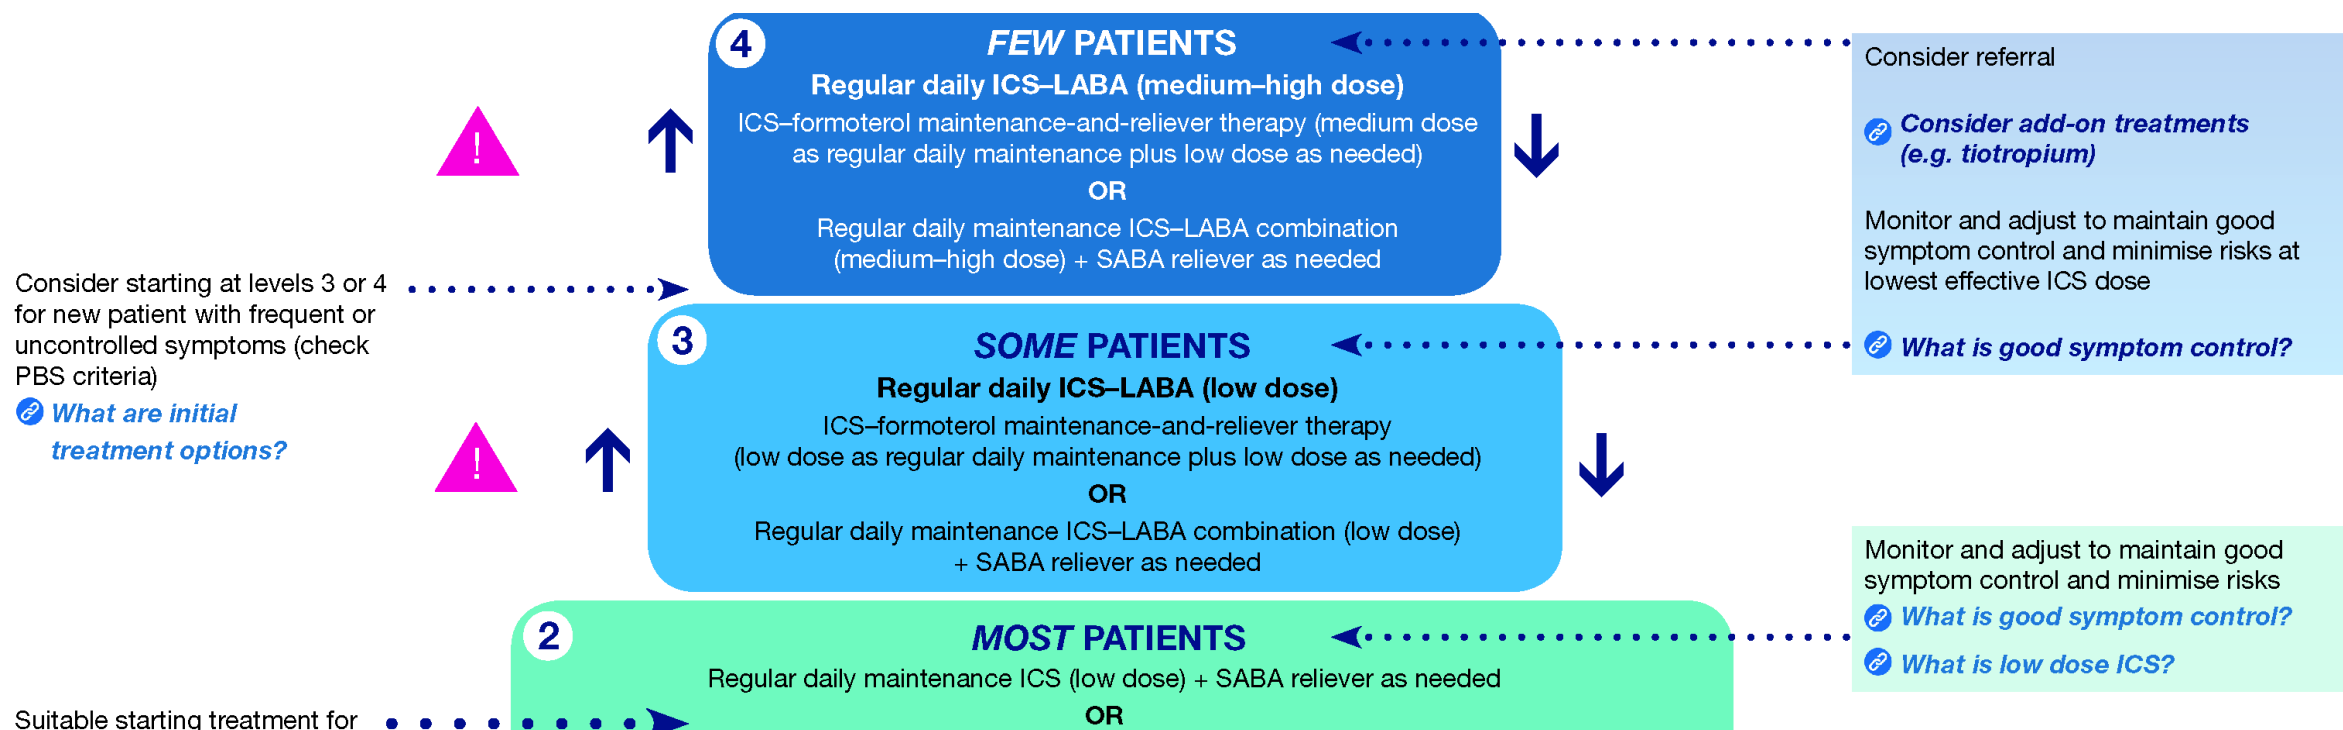 4
FEW PATIENTS
Regular daily ICS–LABA (medium–high dose)
ICS–formoterol maintenance-and-reliever therapy (medium dose
as regular daily maintenance plus low dose as needed)
OR
Regular daily maintenance ICS–LABA combination
(medium–high dose) + SABA reliever as needed
Consider referral
Consider add-on treatments
(e.g. tiotropium)
Monitor and adjust to maintain good
symptom control and minimise risks at
lowest effective ICS dose
What is good symptom control?
!
Consider starting at levels 3 or 4
for new patient with frequent or
uncontrolled symptoms (check
PBS criteria)
What are initial
treatment options?
!
3
SOME PATIENTS
Regular daily ICS–LABA (low dose)
ICS–formoterol maintenance-and-reliever therapy
(low dose as regular daily maintenance plus low dose as needed)
OR
Regular daily maintenance ICS–LABA combination (low dose)
+ SABA reliever as needed
Monitor and adjust to maintain good
symptom control and minimise risks
What is good symptom control?
What is low dose ICS?
2
MOST PATIENTS
Regular daily maintenance ICS (low dose) + SABA reliever as needed
OR
Suitable starting treatment for